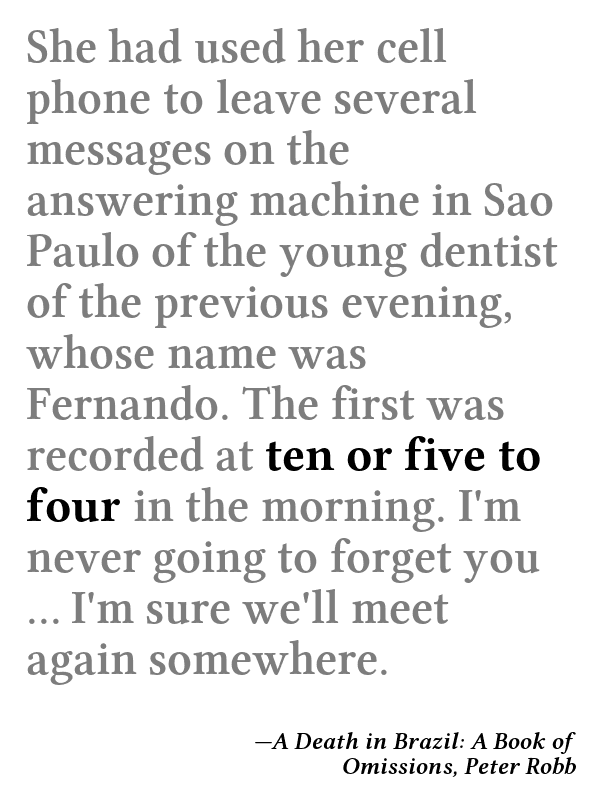 She had used her cell
phone to leave several
messages on the
answering machine in Sao
Paulo of the young dentist
of the previous evening,
whose name was
Fernando. The first was
recorded at ten or five to
four in the morning. I'm
never going to forget you
... I'm sure we'll meet
again somewhere.
—A Death in Brazil: A Book of
Omissions, Peter Robb